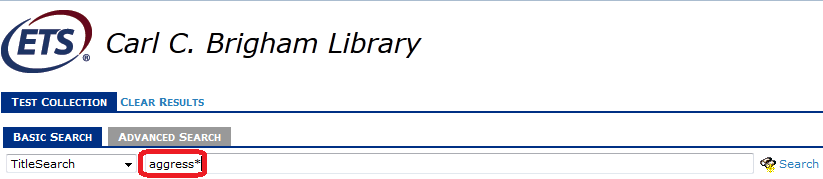 ETS® Carl C. Brigham Library
TEST COLLECTION CLEAR RESULTS
BASIC SEARCH ADVANCED SEARCH
TitleSearch aggress* Search